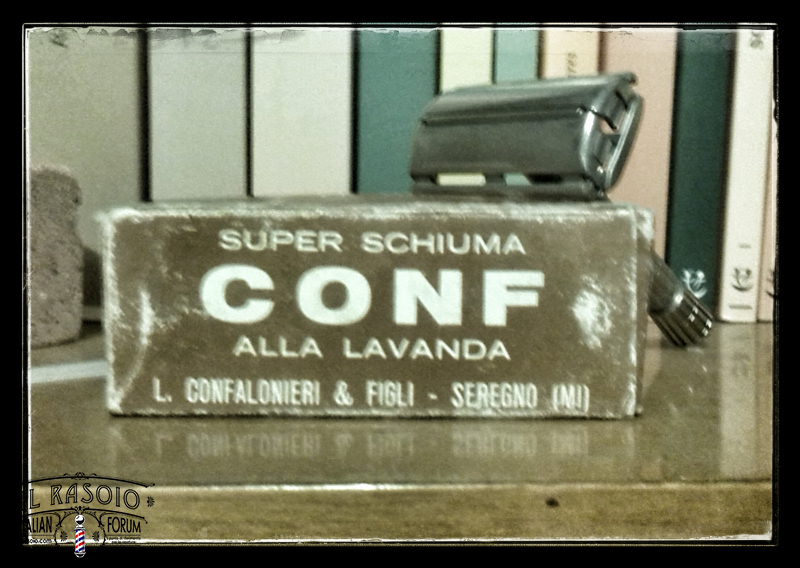 SUPER SCHIUMA
CONF
ALLA LAVANDA
L. CONFALONIERI & FIGLI - SEREGNO (MI)
IL RASOIO
ITALIAN FORUM